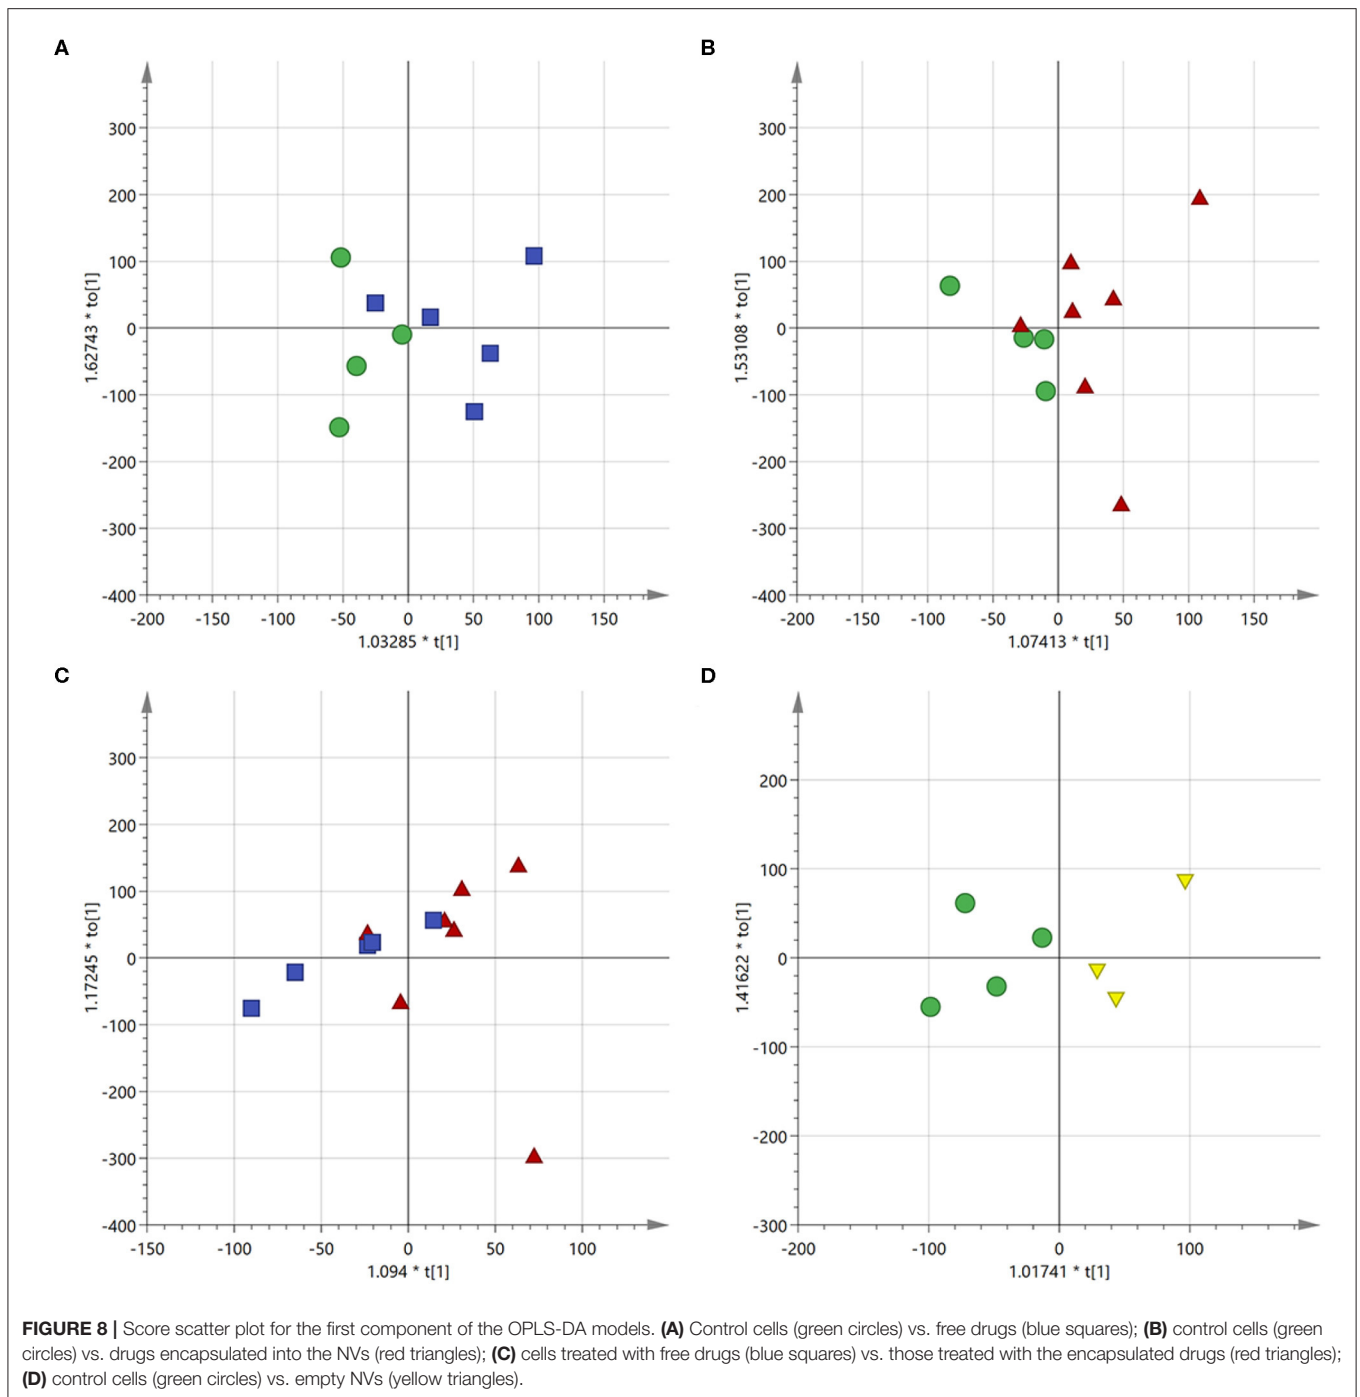 A
300
200
100
0
-100
-200
-300
-400
-200 -150 -100 -50 0 50 100 150
1.62743 * to[1]
1.03285 * t[1]
B
300
200
100
0
-100
-200
-300
-400
-200 -150 -100 -50 0 50 100 150
1.53108 * to[1]
1.07413 * t[1]
C
300
200
100
0
-100
-200
-300
-400
-150 -100 -50 0 50 100
1.17245 * to[1]
1.094 * t[1]
D
200
100
0
-100
-200
-300
-200 -100 0 100
1.41622 * to[1]
1.01741 * t[1]
FIGURE 8 | Score scatter plot for the first component of the OPLS-DA models. (A) Control cells (green circles) vs. free drugs (blue squares); (B) control cells (green
circles) vs. drugs encapsulated into the NVs (red triangles); (C) cells treated with free drugs (blue squares) vs. those treated with the encapsulated drugs (red triangles);
(D) control cells (green circles) vs. empty NVs (yellow triangles).